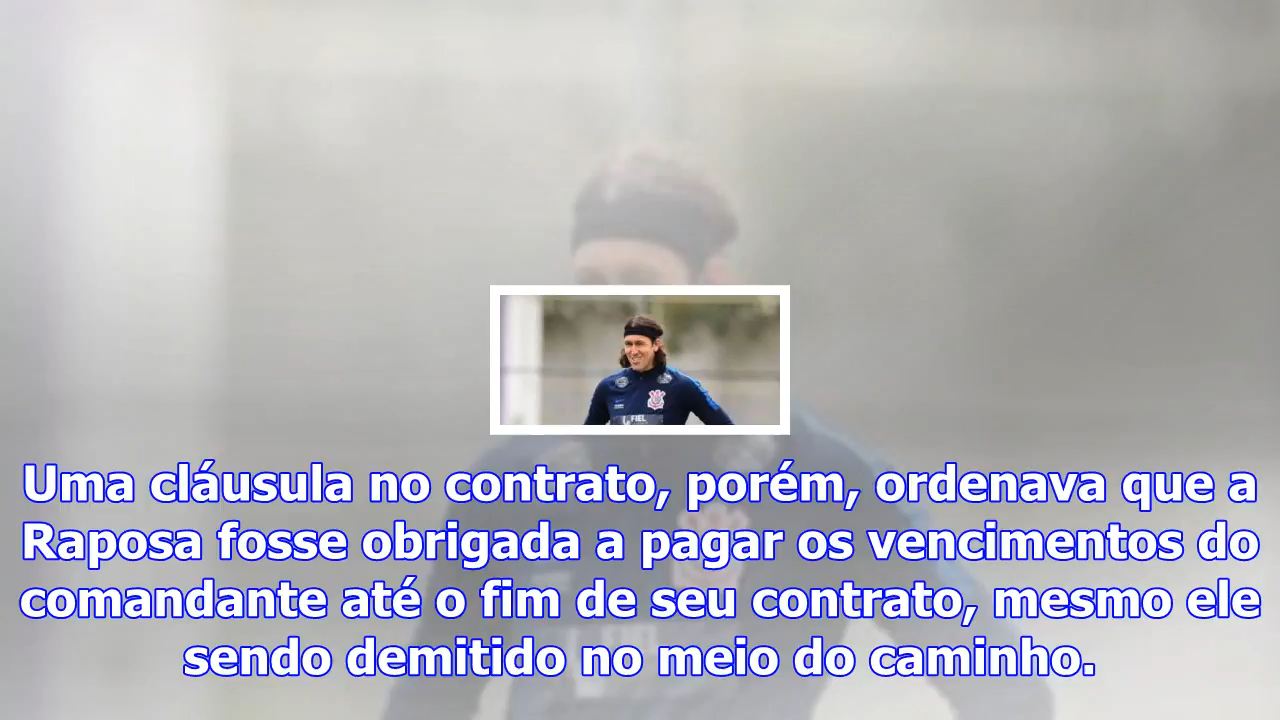 FIEL
Uma cláusula no contrato, porém, ordenava que a
Raposa fosse obrigada a pagar os vencimentos do
comandante até o fim de seu contrato, mesmo ele
sendo demitido no meio do caminho.